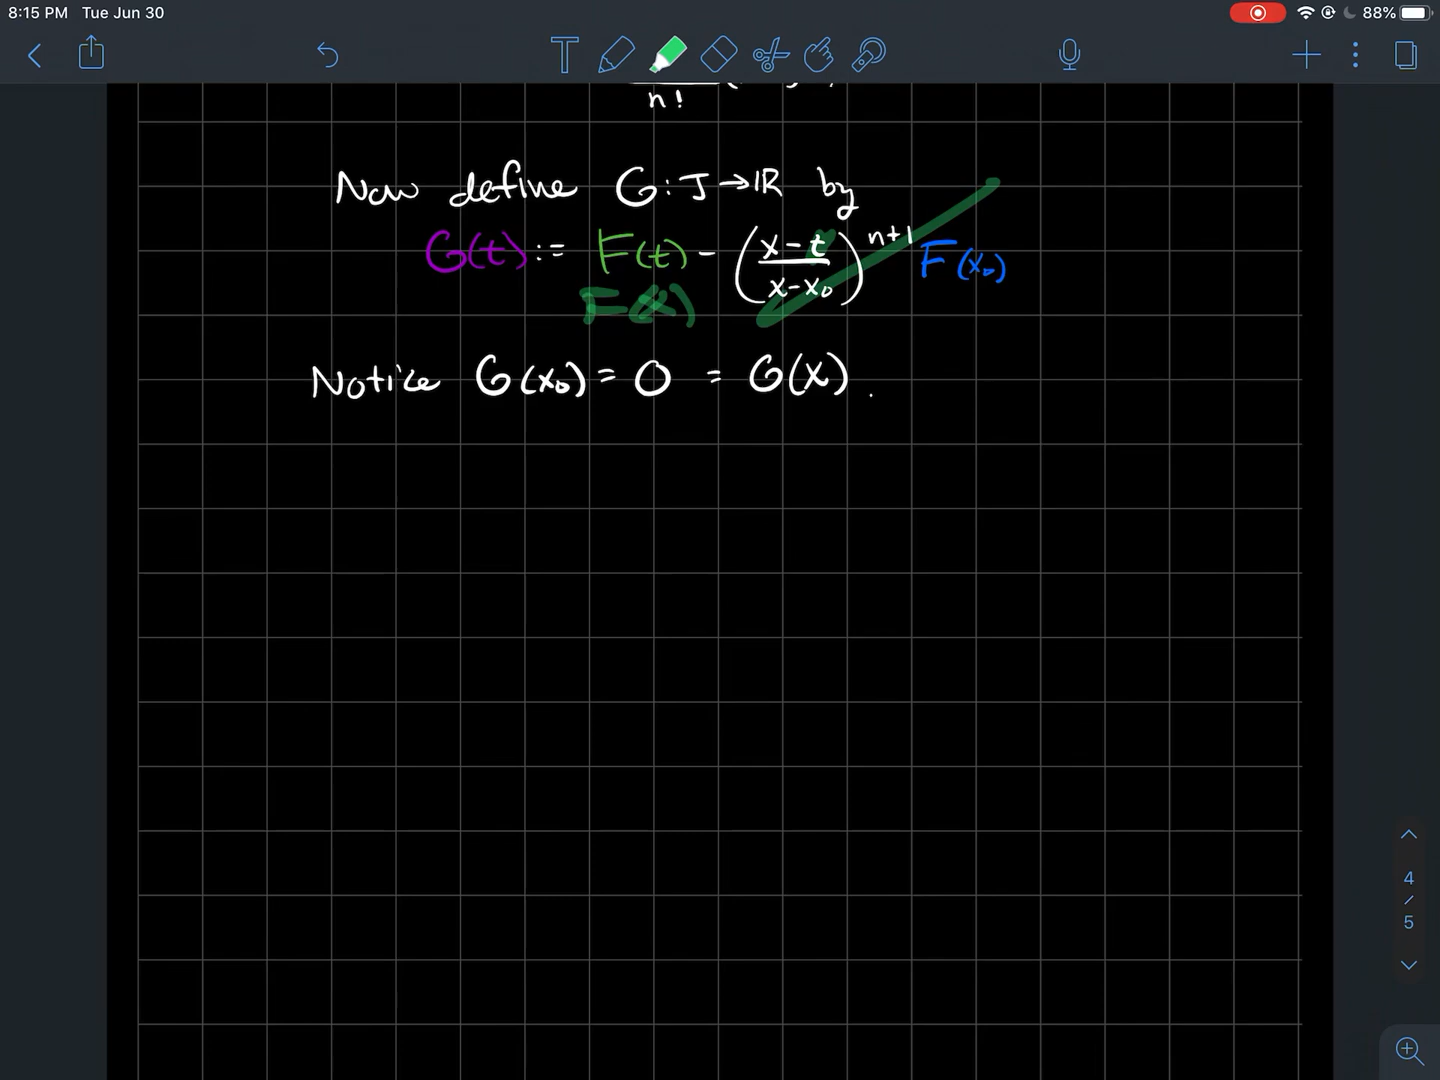 8:15 PM Tue Jun 30 88%
n!
Now define G: J→ℝ by
G(t) := F(t) - ((x-t)/(x-x₀))ⁿ⁺¹ F(x₀)
F(x)
Notice G(x₀) = 0 = G(x).
4
/
5